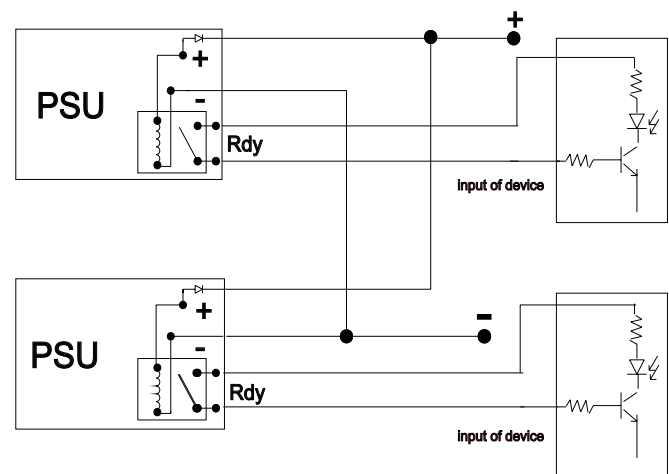 +
+
PSU
-
Rdy
input of device
+
-
PSU
-
Rdy
input of device